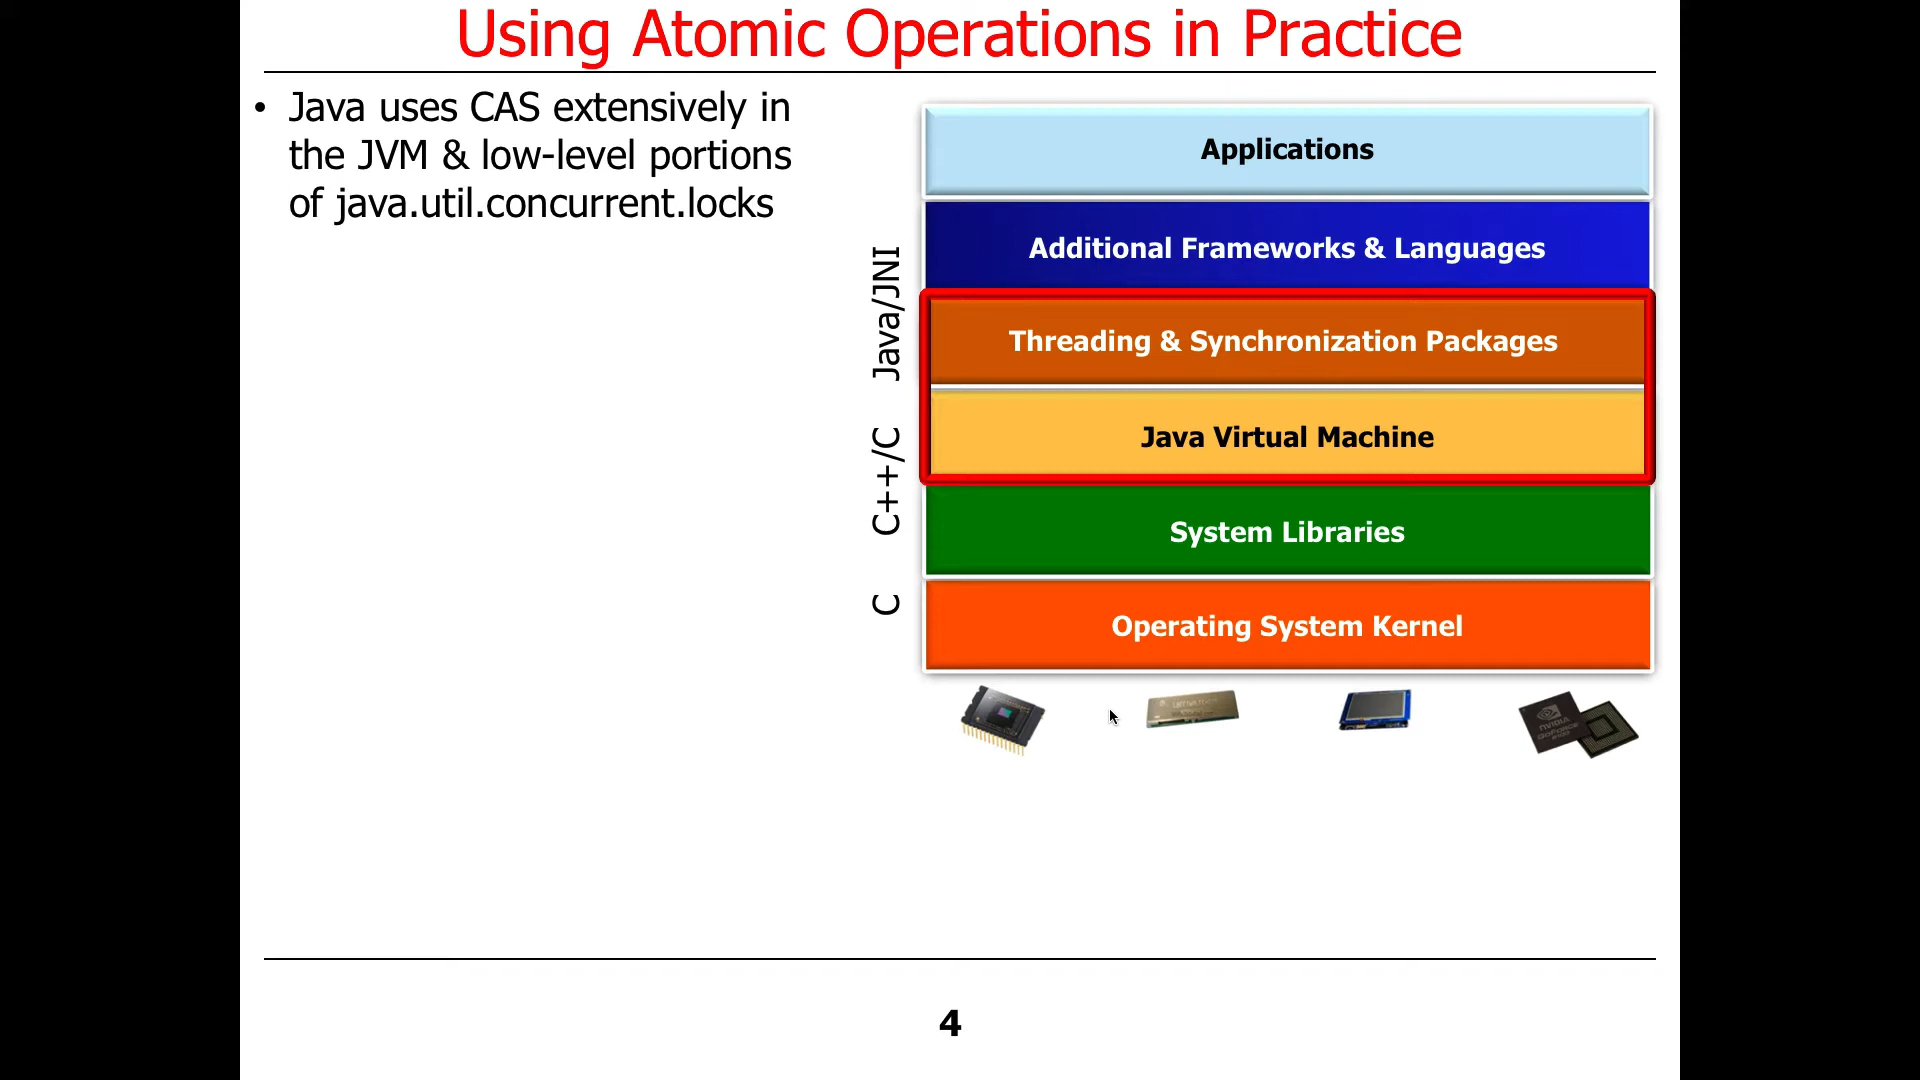 Using Atomic Operations in Practice
• Java uses CAS extensively in
the JVM & low-level portions
of java.util.concurrent.locks
Applications
Additional Frameworks & Languages
Threading & Synchronization Packages
Java Virtual Machine
System Libraries
Operating System Kernel
Java/JNI
C++/C
C
NVIDIA
4